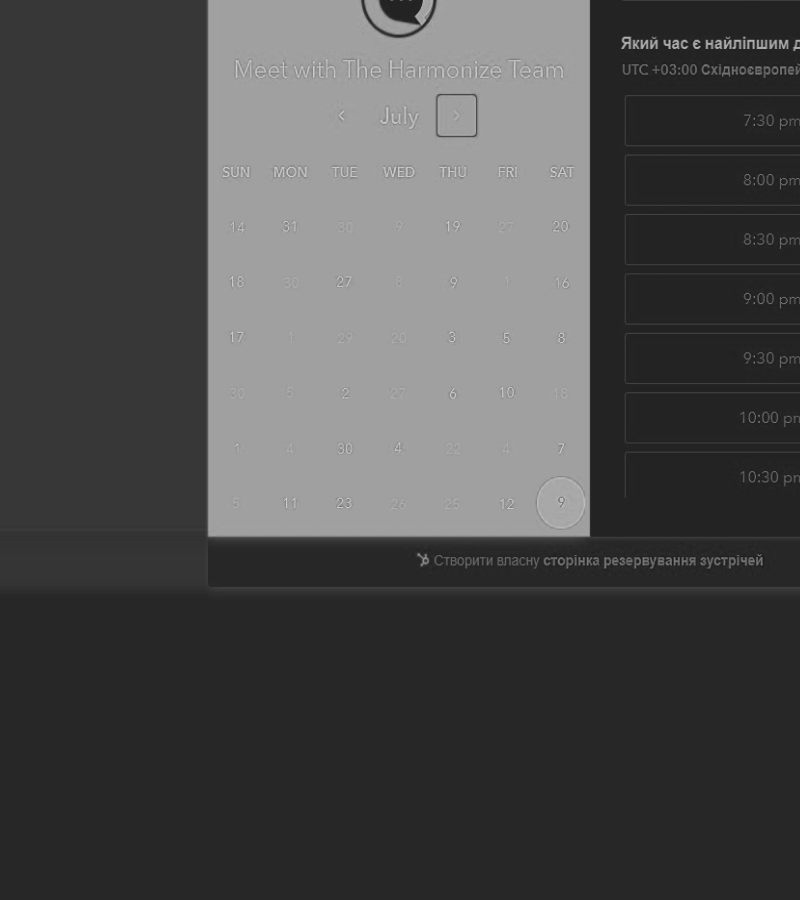 Meet with The Harmonize Team
July
SUN MON TUE WED THU FRI SAT
14 31 30 9 19 27 20
18 30 27 8 9 1 16
17 1 29 20 3 5 8
30 5 2 27 6 10 18
1 4 30 4 22 4 7
5 11 23 26 25 12 9
Який час є найліпшим
UTC +03:00
7:30 pm
8:00 pm
8:30 pm
9:00 pm
9:30 pm
10:00 pm
10:30 pm
Створити власну сторінка резервування зустрічей